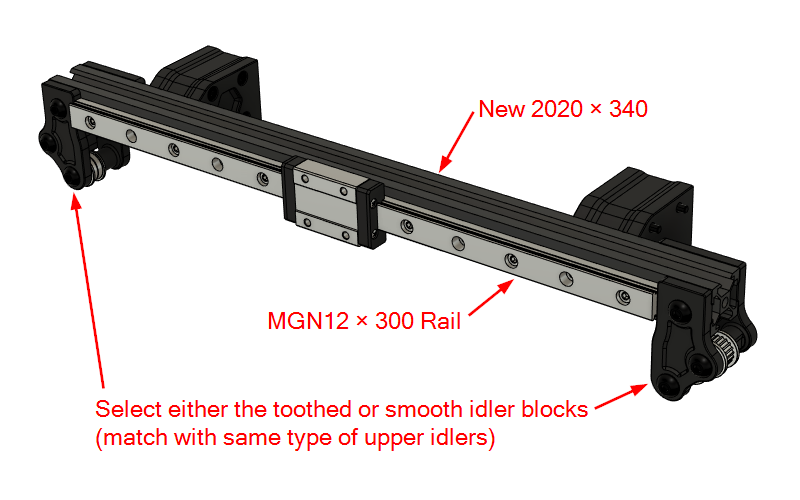 New 2020 × 340
MGN12 × 300 Rail
Select either the toothed or smooth idler blocks
(match with same type of upper idlers)